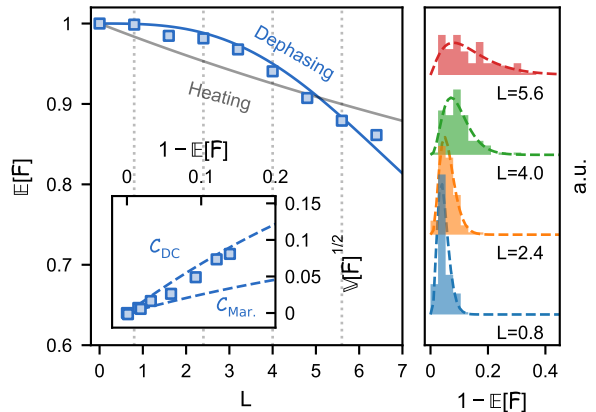 1
0.9
0.8
0.7
0.6
𝔼[F̄]
0
1
2
3
4
5
6
7
L
Dephasing
Heating
1 − 𝔼[F̄]
0
0.1
0.2
0.15
0.10
0.05
0
𝕍[F̄]^{1/2}
C_DC
C_Mar.
L=5.6
L=4.0
L=2.4
L=0.8
a.u.
0.0
0.2
0.4
1 − 𝔼[F̄]